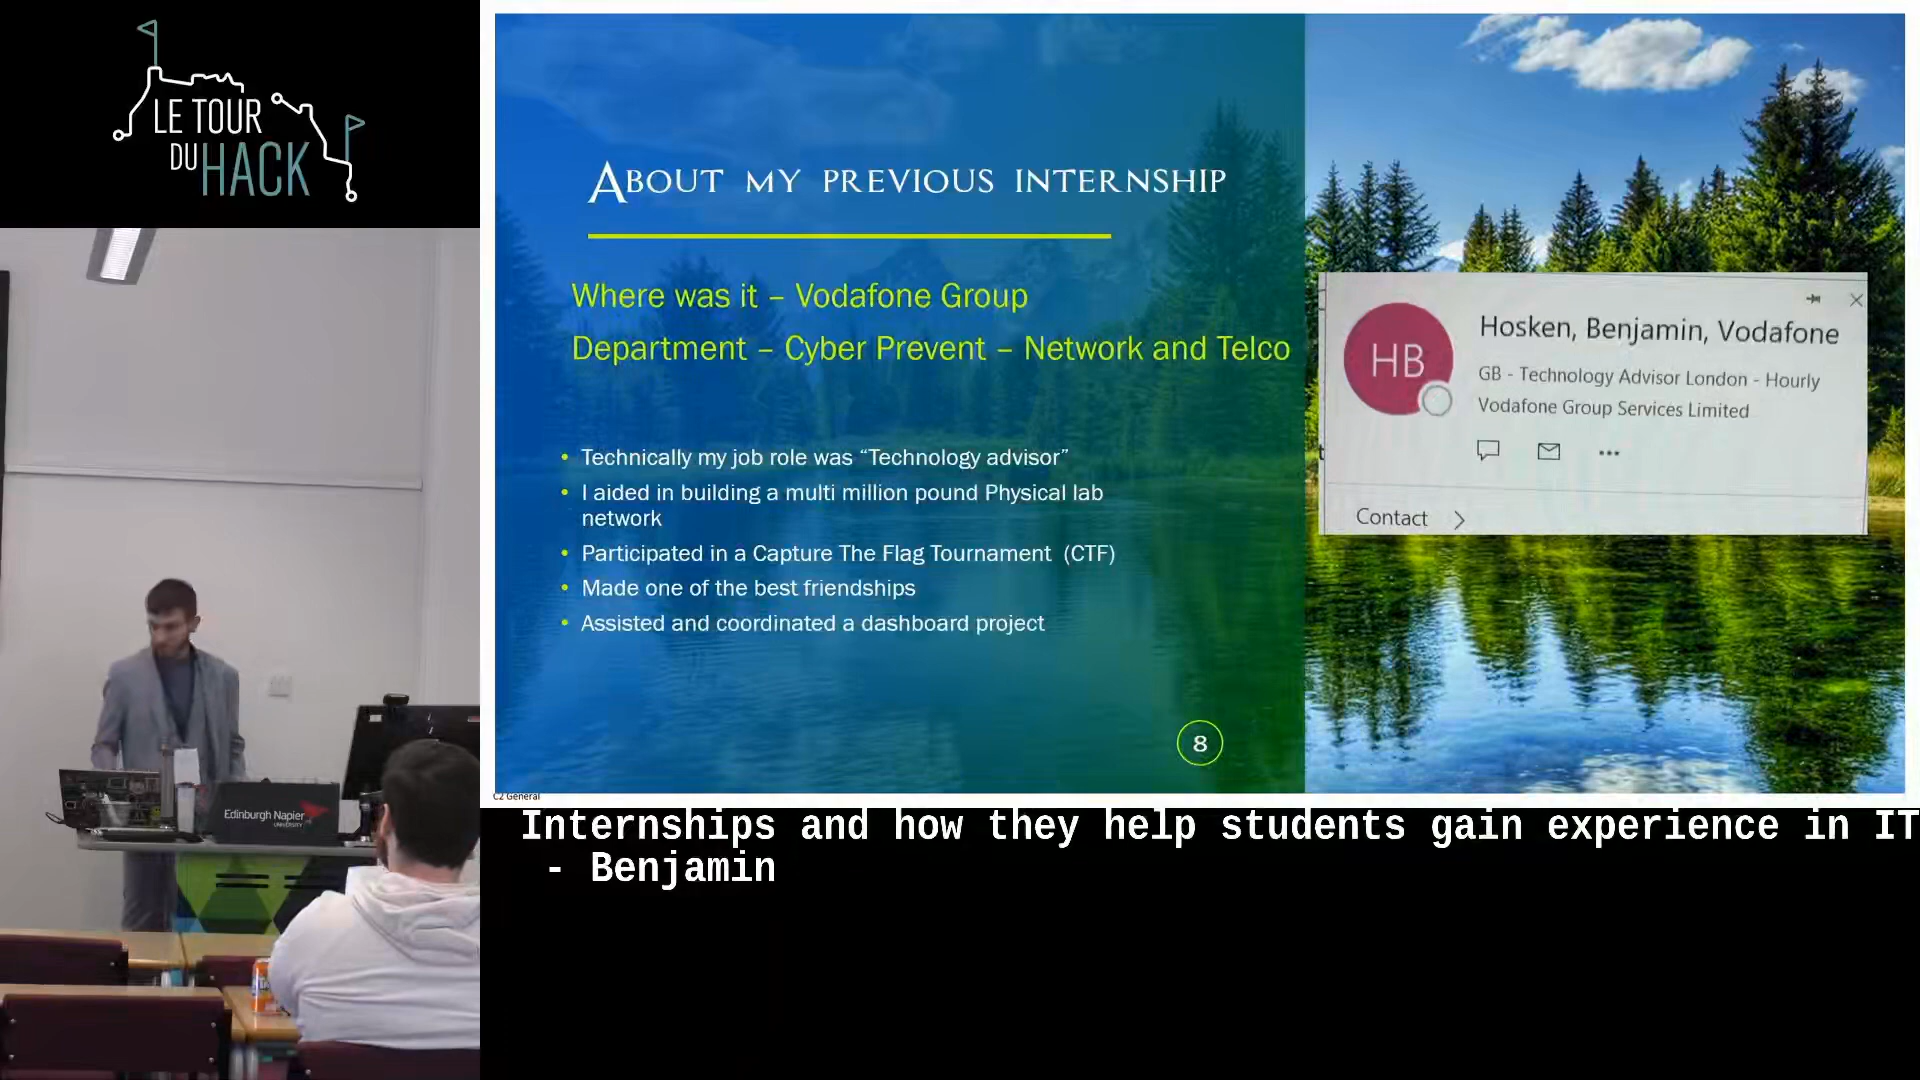 LE TOUR
DU HACK
About my previous internship
Where was it – Vodafone Group
Department – Cyber Prevent – Network and Telco
• Technically my job role was “Technology advisor”
• I aided in building a multi million pound Physical lab
network
• Participated in a Capture The Flag Tournament (CTF)
• Made one of the best friendships
• Assisted and coordinated a dashboard project
8
C2 General
HB
Hosken, Benjamin, Vodafone
GB - Technology Advisor London - Hourly
Vodafone Group Services Limited
Contact
Edinburgh Napier
UNIVERSITY
Internships and how they help students gain experience in IT
- Benjamin